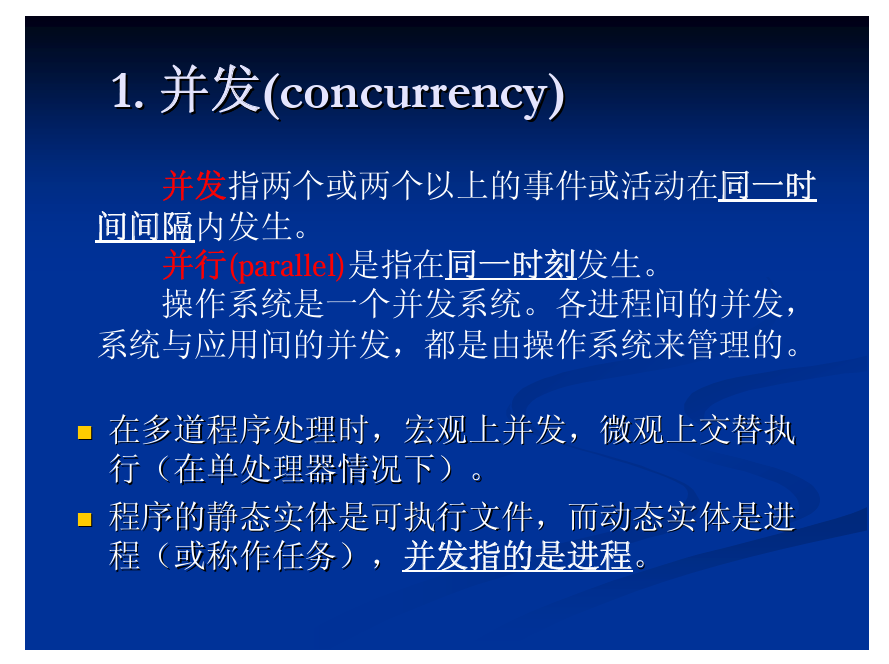 1. 并发(concurrency)
并发指两个或两个以上的事件或活动在同一时
间间隔内发生。
并行(parallel)是指在同一时刻发生。
操作系统是一个并发系统。各进程间的并发，
系统与应用间的并发，都是由操作系统来管理的。
在多道程序处理时，宏观上并发，微观上交替执
行（在单处理器情况下）。
程序的静态实体是可执行文件，而动态实体是进
程（或称作任务），并发指的是进程。